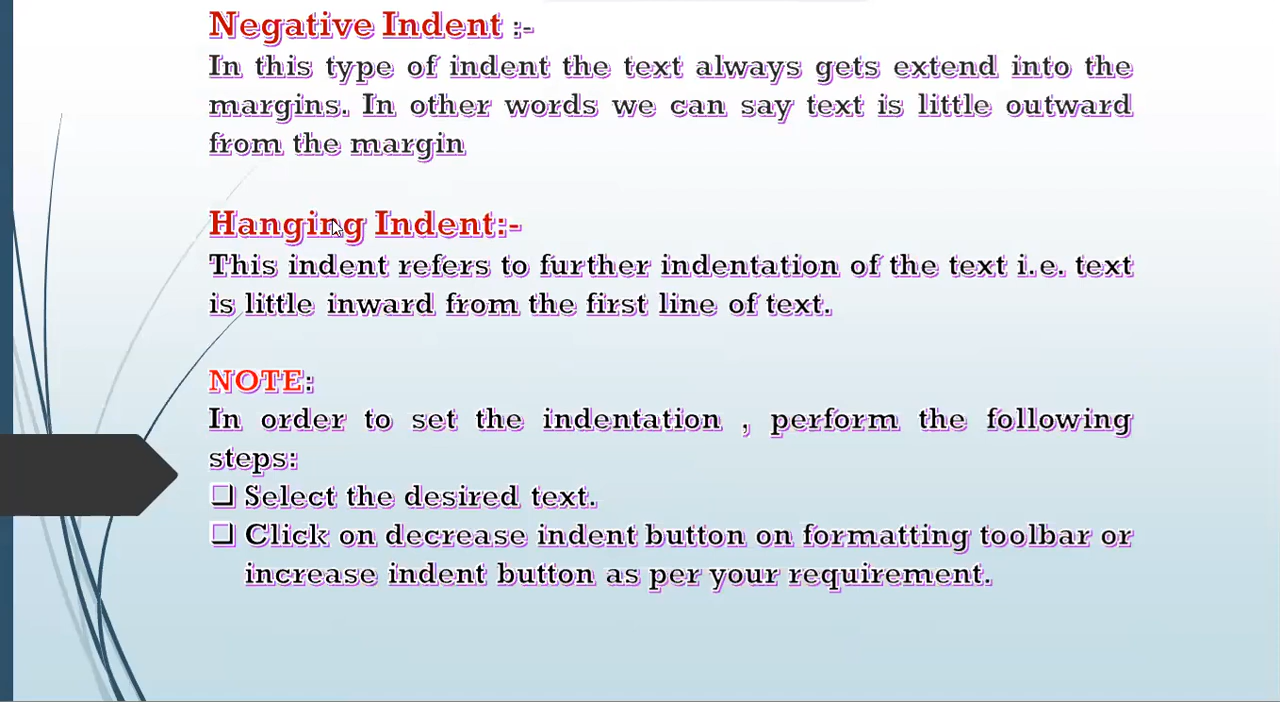 Negative Indent :-
In this type of indent the text always gets extend into the
margins. In other words we can say text is little outward
from the margin
Hanging Indent:-
This indent refers to further indentation of the text i.e. text
is little inward from the first line of text.
NOTE:
In order to set the indentation , perform the following
steps:
❑ Select the desired text.
❑ Click on decrease indent button on formatting toolbar or
increase indent button as per your requirement.